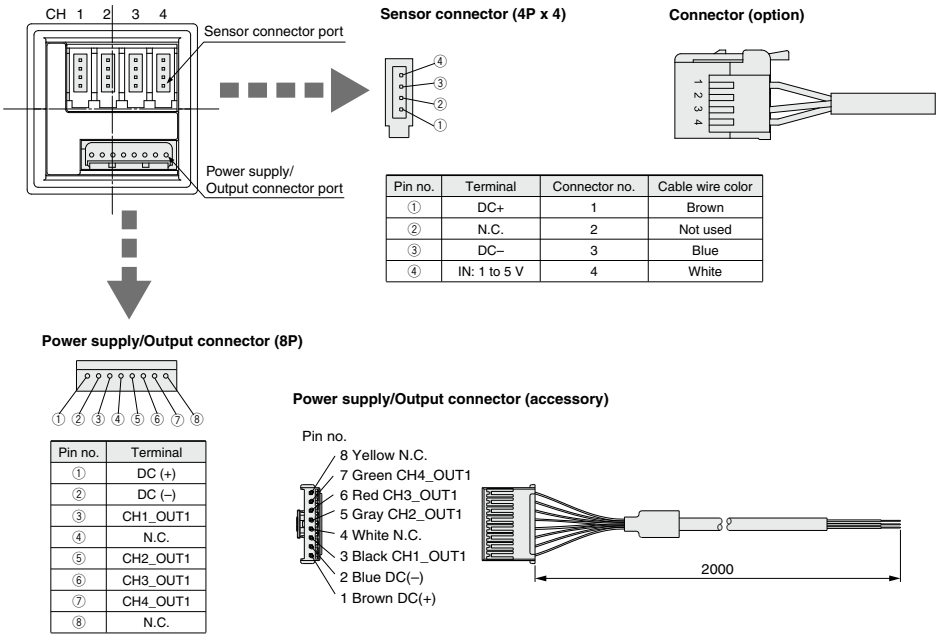 CH 1 2 3 4
Sensor connector port
Power supply/
Output connector port
Sensor connector (4P x 4)
④
③
②
①
Connector (option)
1
2
3
4
Pin no. Terminal Connector no. Cable wire color
① DC+ 1 Brown
② N.C. 2 Not used
③ DC– 3 Blue
④ IN: 1 to 5 V 4 White
Power supply/Output connector (8P)
① ② ③ ④ ⑤ ⑥ ⑦ ⑧
Pin no. Terminal
① DC (+)
② DC (–)
③ CH1_OUT1
④ N.C.
⑤ CH2_OUT1
⑥ CH3_OUT1
⑦ CH4_OUT1
⑧ N.C.
Power supply/Output connector (accessory)
Pin no.
8 Yellow N.C.
7 Green CH4_OUT1
6 Red CH3_OUT1
5 Gray CH2_OUT1
4 White N.C.
3 Black CH1_OUT1
2 Blue DC(–)
1 Brown DC(+)
2000